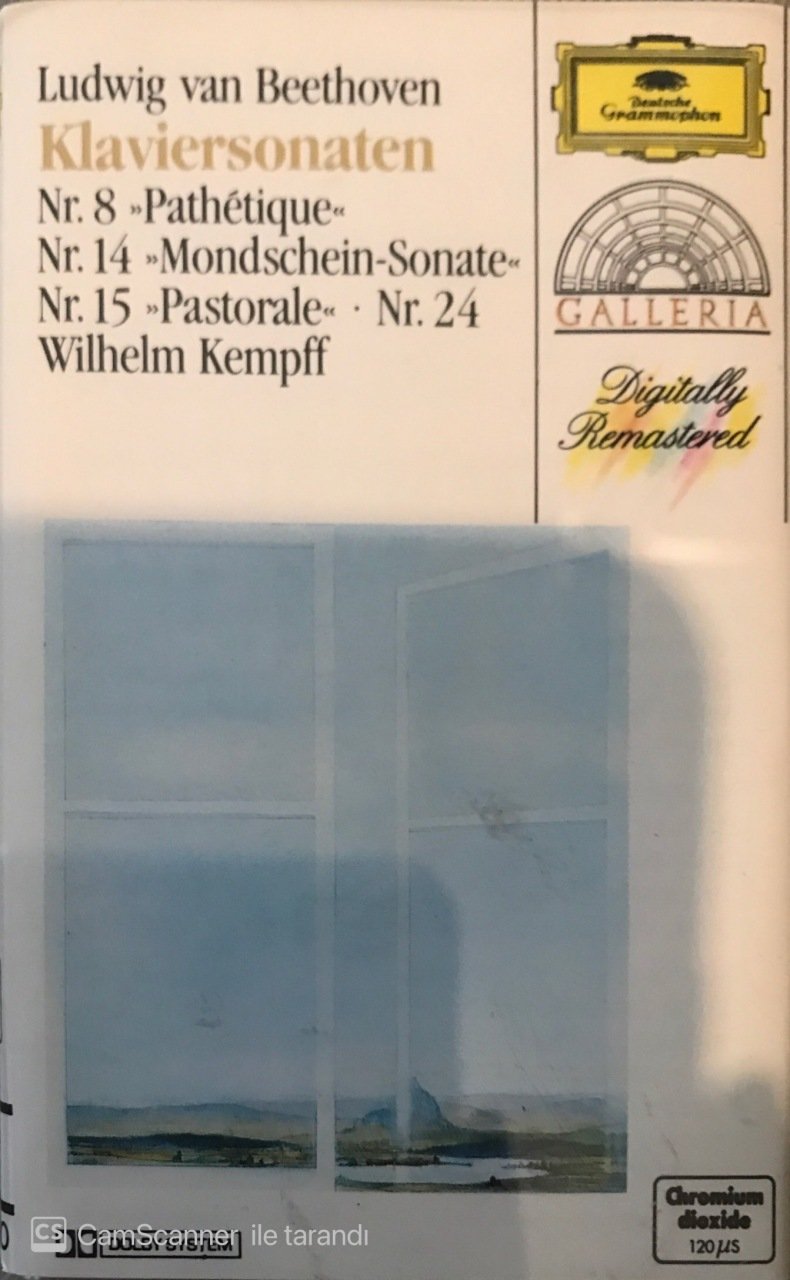 Ludwig van Beethoven
Klaviersonaten
Nr. 8 »Pathétique«
Nr. 14 »Mondschein-Sonate«
Nr. 15 »Pastorale« · Nr. 24
Wilhelm Kempff
Deutsche
Grammophon
GALLERIA
Digitally
Remastered
Chromium
dioxide
120 µS
DOLBY SYSTEM
CS CamScanner ile tarandı